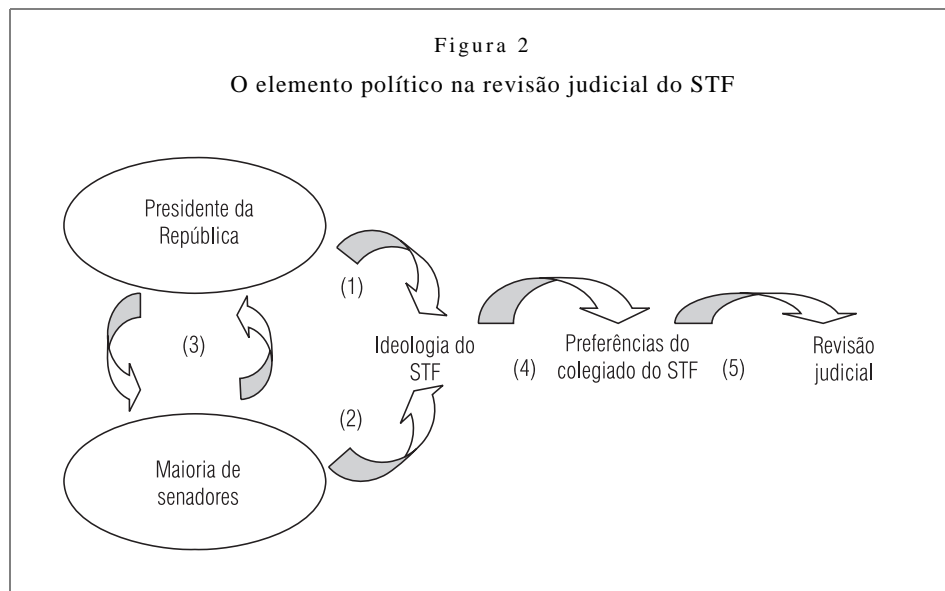 Figura 2
O elemento político na revisão judicial do STF
Presidente da
República
(1)
(3)
Ideologia do
STF
(4)
Preferências do
colegiado do STF
(5)
Revisão
judicial
(2)
Maioria de
senadores